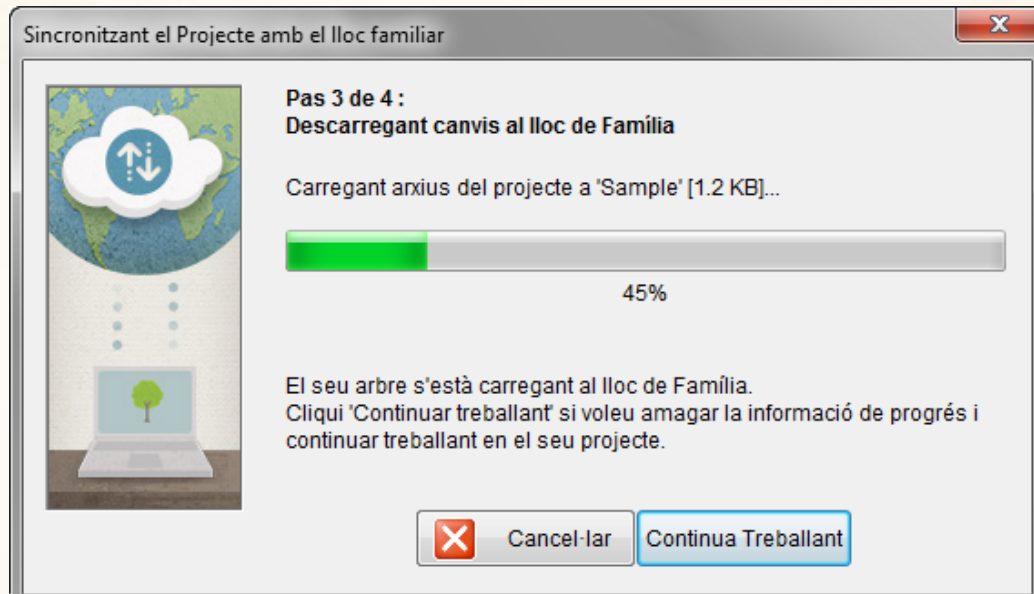 Sincronitzant el Projecte amb el lloc familiar
Pas 3 de 4 :
Descarregant canvis al lloc de Família
Carregant arxius del projecte a 'Sample' [1.2 KB]...
45%
El seu arbre s'està carregant al lloc de Família.
Cliqui 'Continuar treballant' si voleu amagar la informació de progrés i
continuar treballant en el seu projecte.
Cancel·lar
Continua Treballant